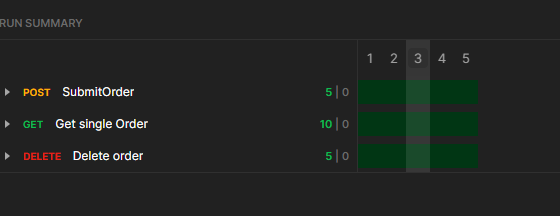 RUN SUMMARY
1 2 3 4 5
POST SubmitOrder 5 | 0
GET Get single Order 10 | 0
DELETE Delete order 5 | 0